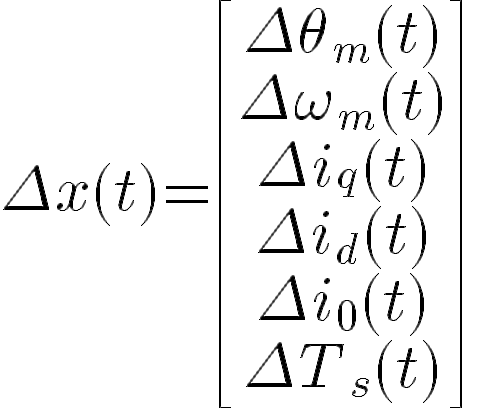 Δθ_m(t)
Δω_m(t)
Δi_q(t)
Δx(t)=
Δi_d(t)
Δi_0(t)
ΔT_s(t)